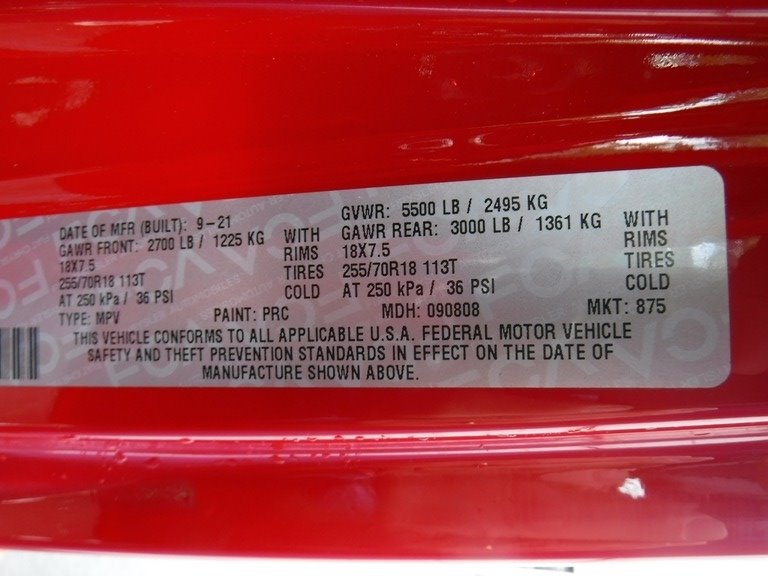 DATE OF MFR (BUILT): 9-21 GVWR: 5500 LB / 2495 KG
GAWR FRONT: 2700 LB / 1225 KG WITH GAWR REAR: 3000 LB / 1361 KG WITH
18X7.5 RIMS 18X7.5 RIMS
255/70R18 113T TIRES 255/70R18 113T TIRES
AT 250 kPa / 36 PSI COLD AT 250 kPa / 36 PSI COLD
TYPE: MPV PAINT: PRC MDH: 090808 MKT: 875
THIS VEHICLE CONFORMS TO ALL APPLICABLE U.S.A. FEDERAL MOTOR VEHICLE
SAFETY AND THEFT PREVENTION STANDARDS IN EFFECT ON THE DATE OF
MANUFACTURE SHOWN ABOVE.